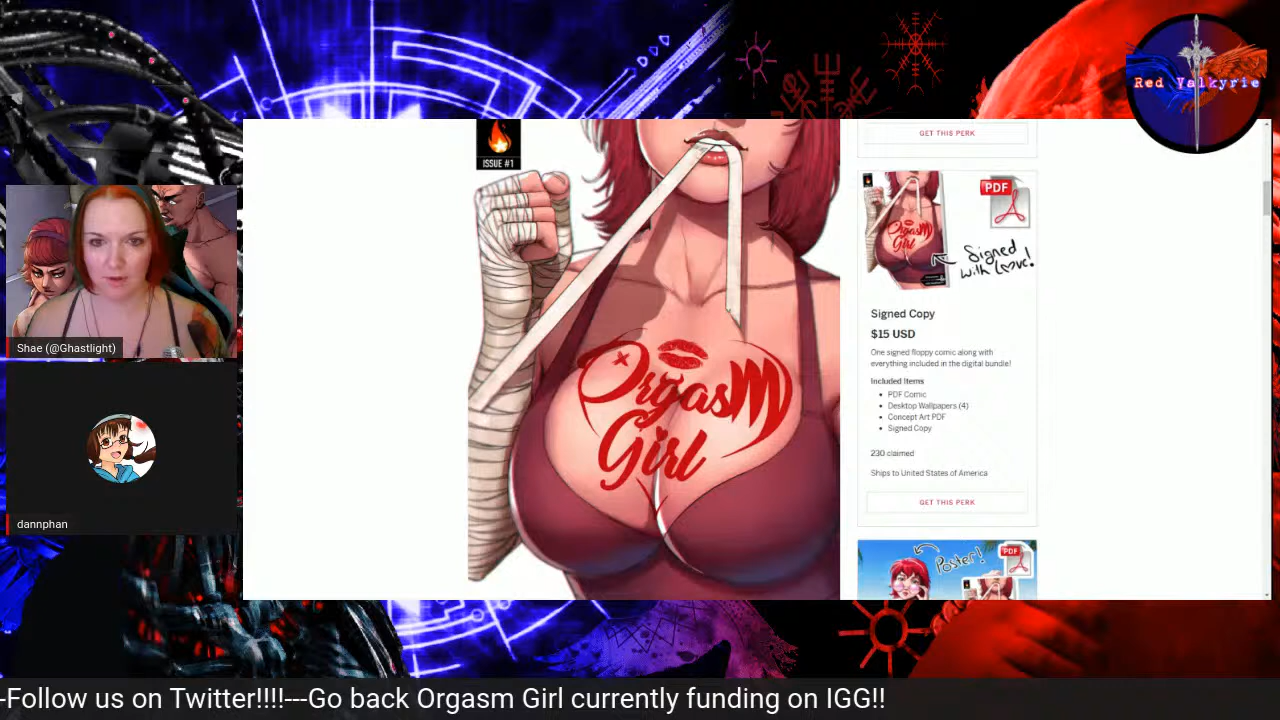 Red Valkyrie
ISSUE #1
GET THIS PERK
PDF
Signed
with Love!
Orgasm
Girl
Orgasm
Girl
Signed Copy
$15 USD
One signed floppy comic along with
everything included in the digital bundle!
Included Items
PDF Comic
Desktop Wallpapers (4)
Concept Art PDF
Signed Copy
230 claimed
Ships to United States of America
GET THIS PERK
Poster!
PDF
Shae (@Ghastlight)
dannphan
-Follow us on Twitter!!!!---Go back Orgasm Girl currently funding on IGG!!